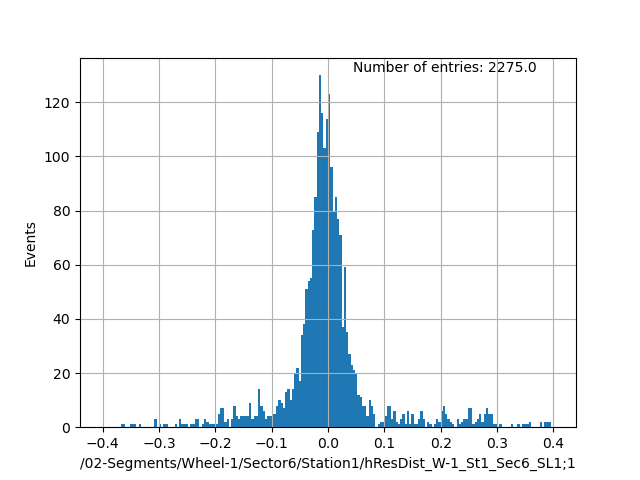 Number of entries: 2275.0
120
100
80
60
40
20
0
Events
−0.4 −0.3 −0.2 −0.1 0.0 0.1 0.2 0.3 0.4
/02-Segments/Wheel-1/Sector6/Station1/hResDist_W-1_St1_Sec6_SL1;1